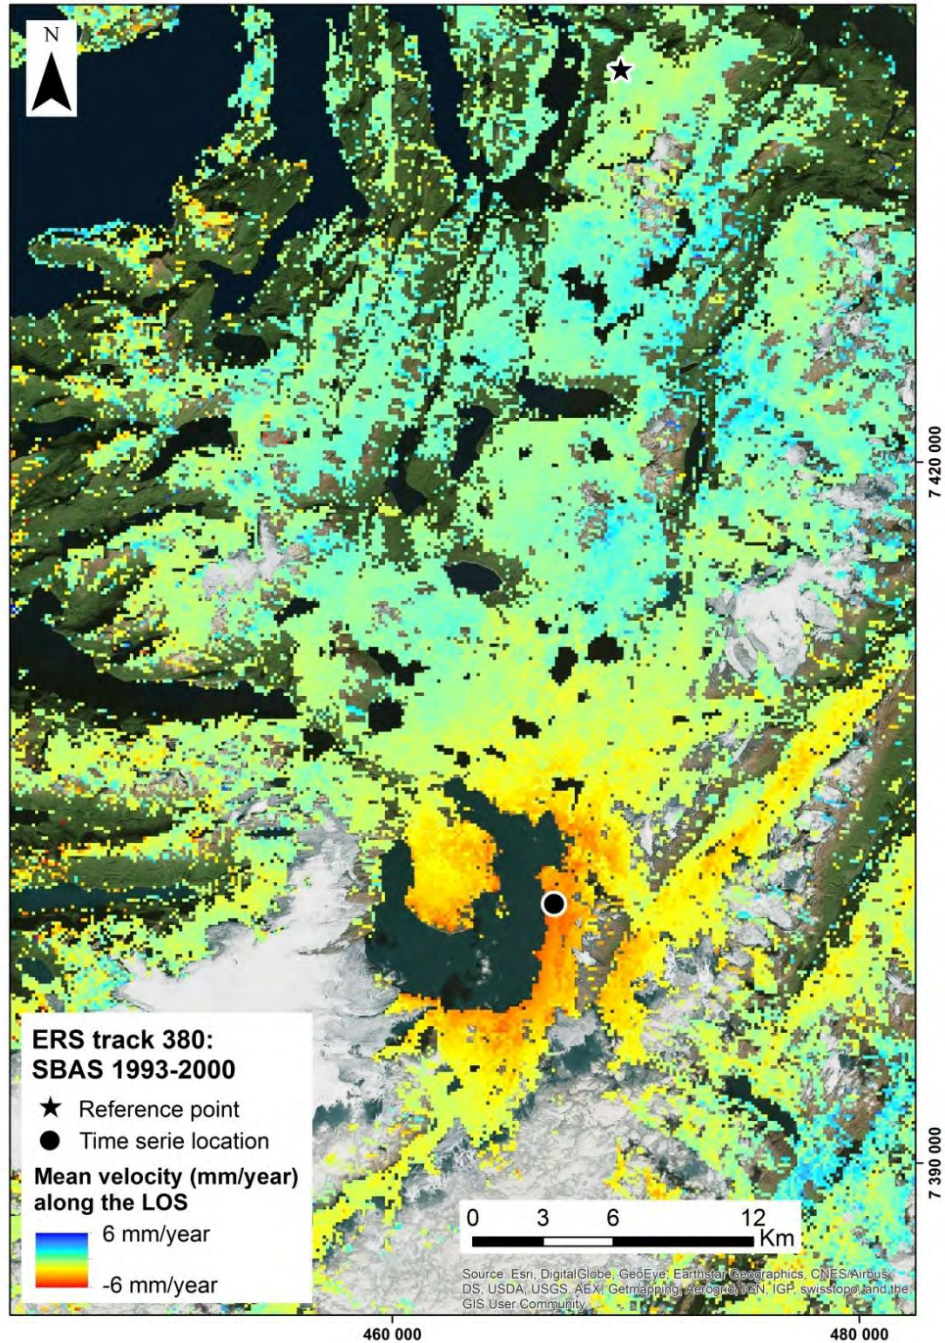 N
7 420 000
ERS track 380:
SBAS 1993-2000
Reference point
Time serie location
Mean velocity (mm/year)
along the LOS
6 mm/year
-6 mm/year
7 390 000
0 3 6 12
Km
Source: Esri, DigitalGlobe, GeoEye, Earthstar Geographics, CNES/Airbus
DS, USDA, USGS, AEX, Getmapping, Aerogrid, IGN, IGP, swisstopo, and the
GIS User Community
460 000 480 000